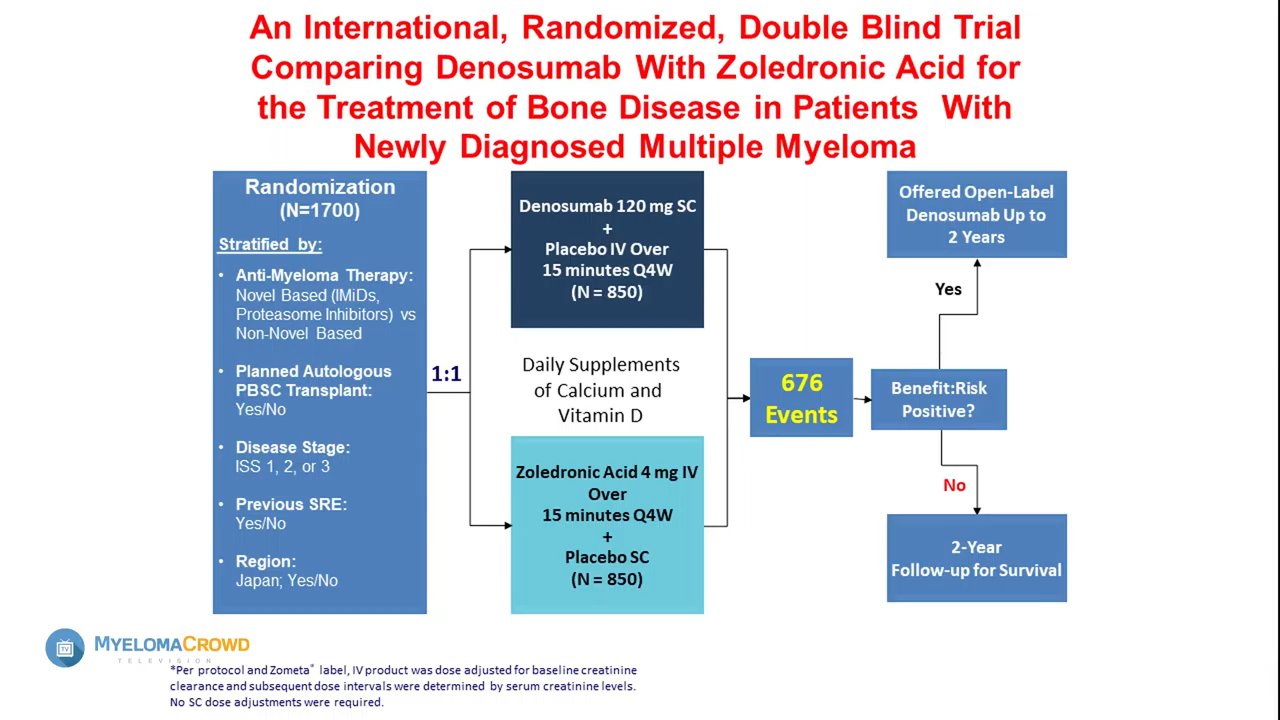 An International, Randomized, Double Blind Trial
Comparing Denosumab With Zoledronic Acid for
the Treatment of Bone Disease in Patients With
Newly Diagnosed Multiple Myeloma
Randomization
(N=1700)
Stratified by:
• Anti-Myeloma Therapy:
Novel Based (IMiDs,
Proteasome Inhibitors) vs
Non-Novel Based
• Planned Autologous
PBSC Transplant:
Yes/No
• Disease Stage:
ISS 1, 2, or 3
• Previous SRE:
Yes/No
• Region:
Japan; Yes/No
1:1
Denosumab 120 mg SC
+
Placebo IV Over
15 minutes Q4W
(N = 850)
Daily Supplements
of Calcium and
Vitamin D
Zoledronic Acid 4 mg IV
Over
15 minutes Q4W
+
Placebo SC
(N = 850)
676
Events
Benefit:Risk
Positive?
Yes
Offered Open-Label
Denosumab Up to
2 Years
No
2-Year
Follow-up for Survival
TV
MYELOMACROWD
TELEVISION
*Per protocol and Zometa® label, IV product was dose adjusted for baseline creatinine
clearance and subsequent dose intervals were determined by serum creatinine levels.
No SC dose adjustments were required.